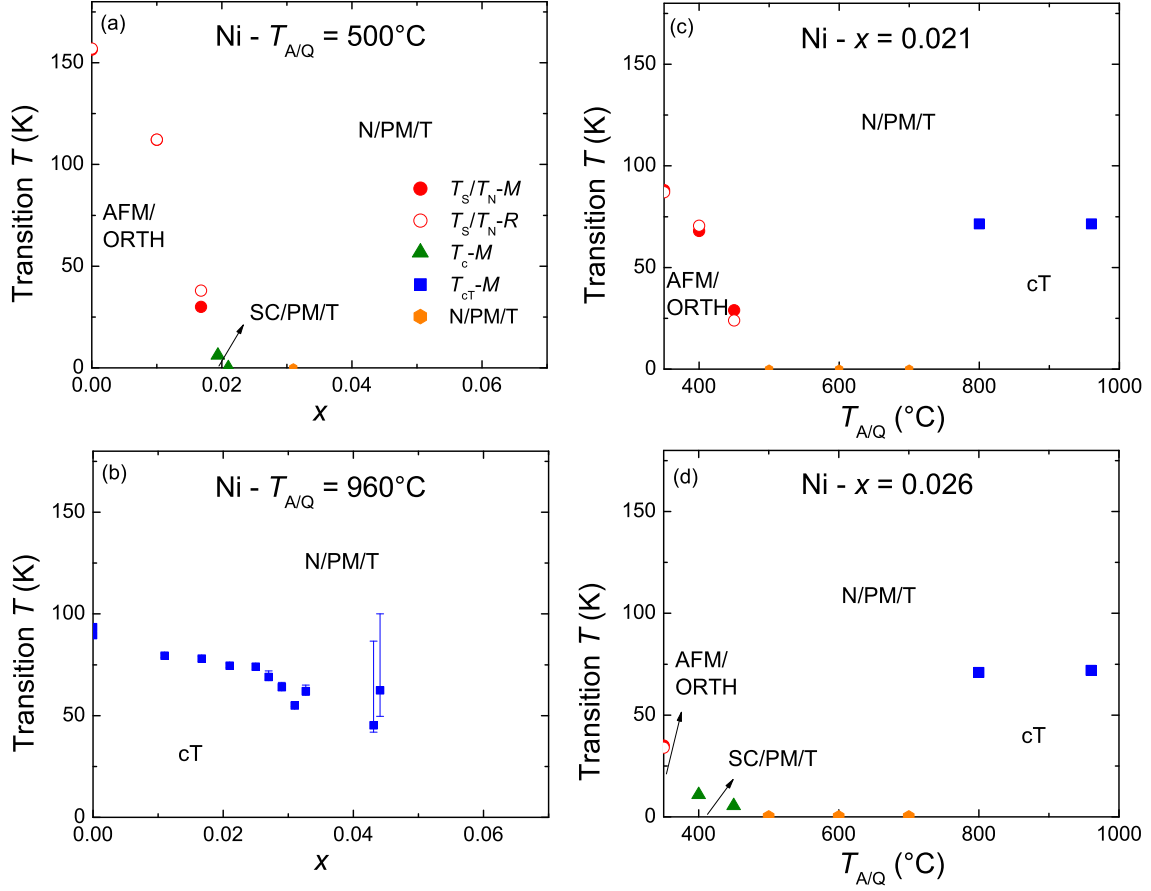 (a)
Ni - T_A/Q = 500°C
Transition T (K)
150
100
50
0
N/PM/T
AFM/
ORTH
SC/PM/T
T_S/T_N-M
T_S/T_N-R
T_c-M
T_cT-M
N/PM/T
0.00 0.02 0.04 0.06
x
(c)
Ni - x = 0.021
Transition T (K)
150
100
50
0
N/PM/T
AFM/
ORTH
cT
400 600 800 1000
T_A/Q (°C)
(b)
Ni - T_A/Q = 960°C
Transition T (K)
150
100
50
0
N/PM/T
cT
0.00 0.02 0.04 0.06
x
(d)
Ni - x = 0.026
Transition T (K)
150
100
50
0
N/PM/T
AFM/
ORTH
SC/PM/T
cT
400 600 800 1000
T_A/Q (°C)